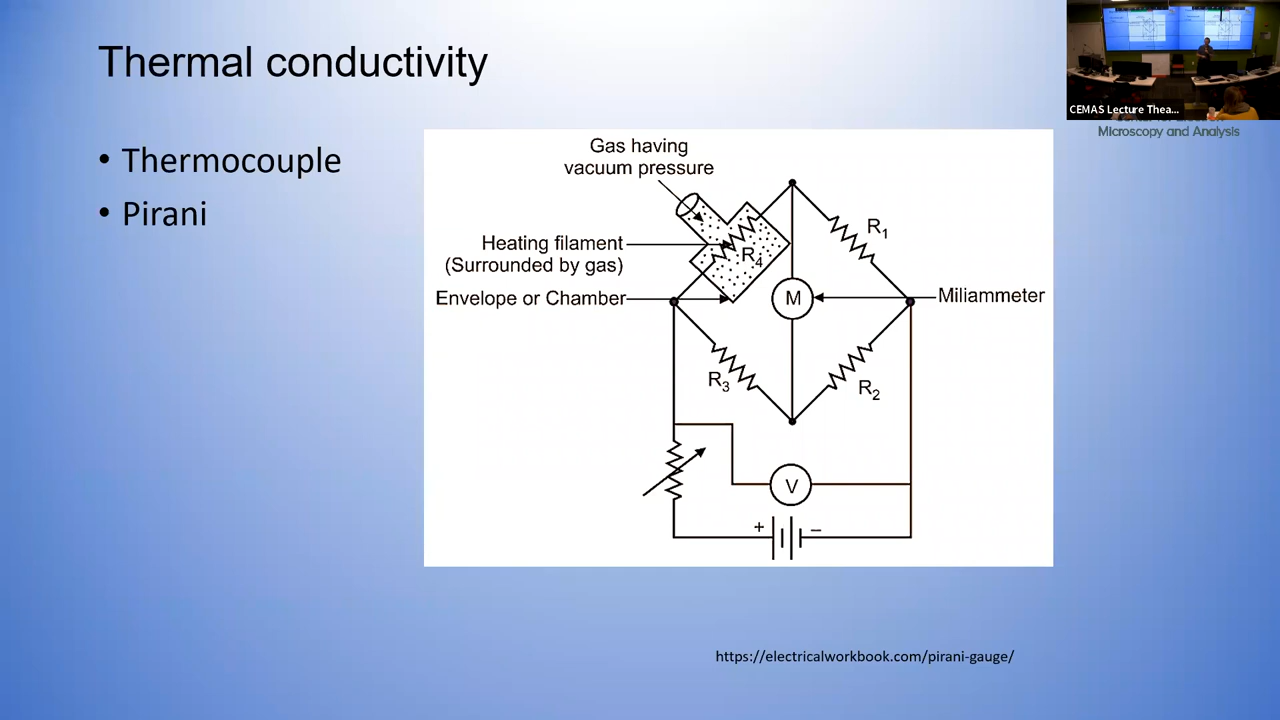 Thermal conductivity
CEMAS Lecture Thea...
Microscopy and Analysis
• Thermocouple
• Pirani
Gas having
vacuum pressure
Heating filament
(Surrounded by gas)
Envelope or Chamber
R4
R1
M
Miliammeter
R3
R2
V
+
−
https://electricalworkbook.com/pirani-gauge/